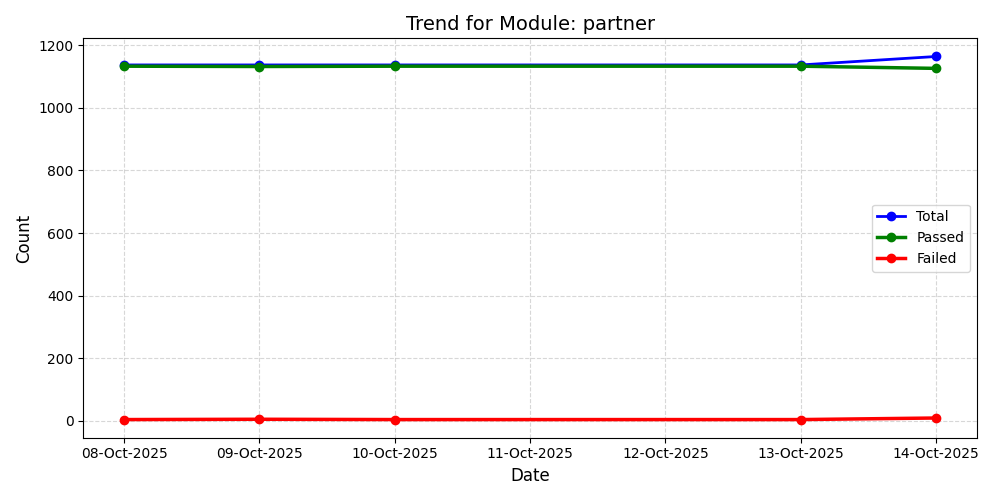 Trend for Module: partner
1200
1000
800
600
400
200
0
Count
Total
Passed
Failed
08-Oct-2025
09-Oct-2025
10-Oct-2025
11-Oct-2025
12-Oct-2025
13-Oct-2025
14-Oct-2025
Date